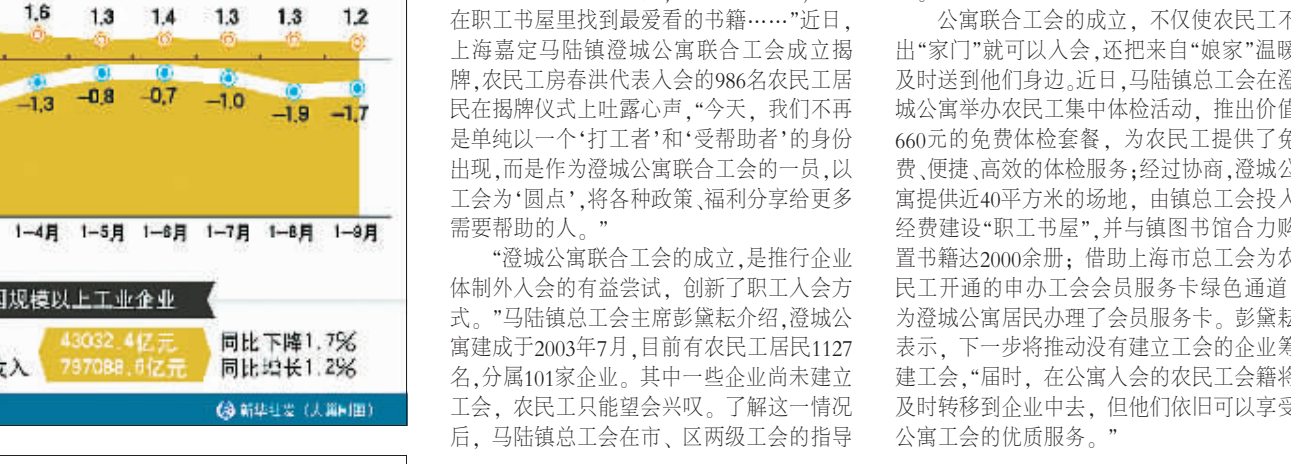 1.6 1.3 1.4 1.3 1.3 1.2
-1.3 -0.8 -0.7 -1.0 -1.9 -1.7
1-4月 1-5月 1-6月 1-7月 1-8月 1-9月
规模以上工业企业
43032.4亿元 同比下降1.7%
入 797088.6亿元 同比增长1.2%
新华社发
在职工书屋里找到最爱看的书籍……”近日,
上海嘉定马陆镇澄城公寓联合工会成立揭
牌,农民工房春洪代表入会的986名农民工居
民在揭牌仪式上吐露心声,“今天，我们不再
是单纯以一个‘打工者’和‘受帮助者’的身份
出现,而是作为澄城公寓联合工会的一员,以
工会为‘圆点’,将各种政策、福利分享给更多
需要帮助的人。”
“澄城公寓联合工会的成立,是推行企业
体制外入会的有益尝试，创新了职工入会方
式。”马陆镇总工会主席彭黛耘介绍,澄城公
寓建成于2003年7月,目前有农民工居民1127
名,分属101家企业。其中一些企业尚未建立
工会，农民工只能望会兴叹。了解这一情况
后，马陆镇总工会在市、区两级工会的指导
公寓联合工会的成立，不仅使农民工不
出“家门”就可以入会,还把来自“娘家”温暖
及时送到他们身边。近日,马陆镇总工会在澄
城公寓举办农民工集中体检活动，推出价值
660元的免费体检套餐，为农民工提供了免
费、便捷、高效的体检服务;经过协商,澄城公
寓提供近40平方米的场地，由镇总工会投入
经费建设“职工书屋”,并与镇图书馆合力购
置书籍达2000余册；借助上海市总工会为农
民工开通的申办工会会员服务卡绿色通道
为澄城公寓居民办理了会员服务卡。彭黛耘
表示，下一步将推动没有建立工会的企业筹
建工会,“届时，在公寓入会的农民工会籍将
及时转移到企业中去，但他们依旧可以享受
公寓工会的优质服务。”